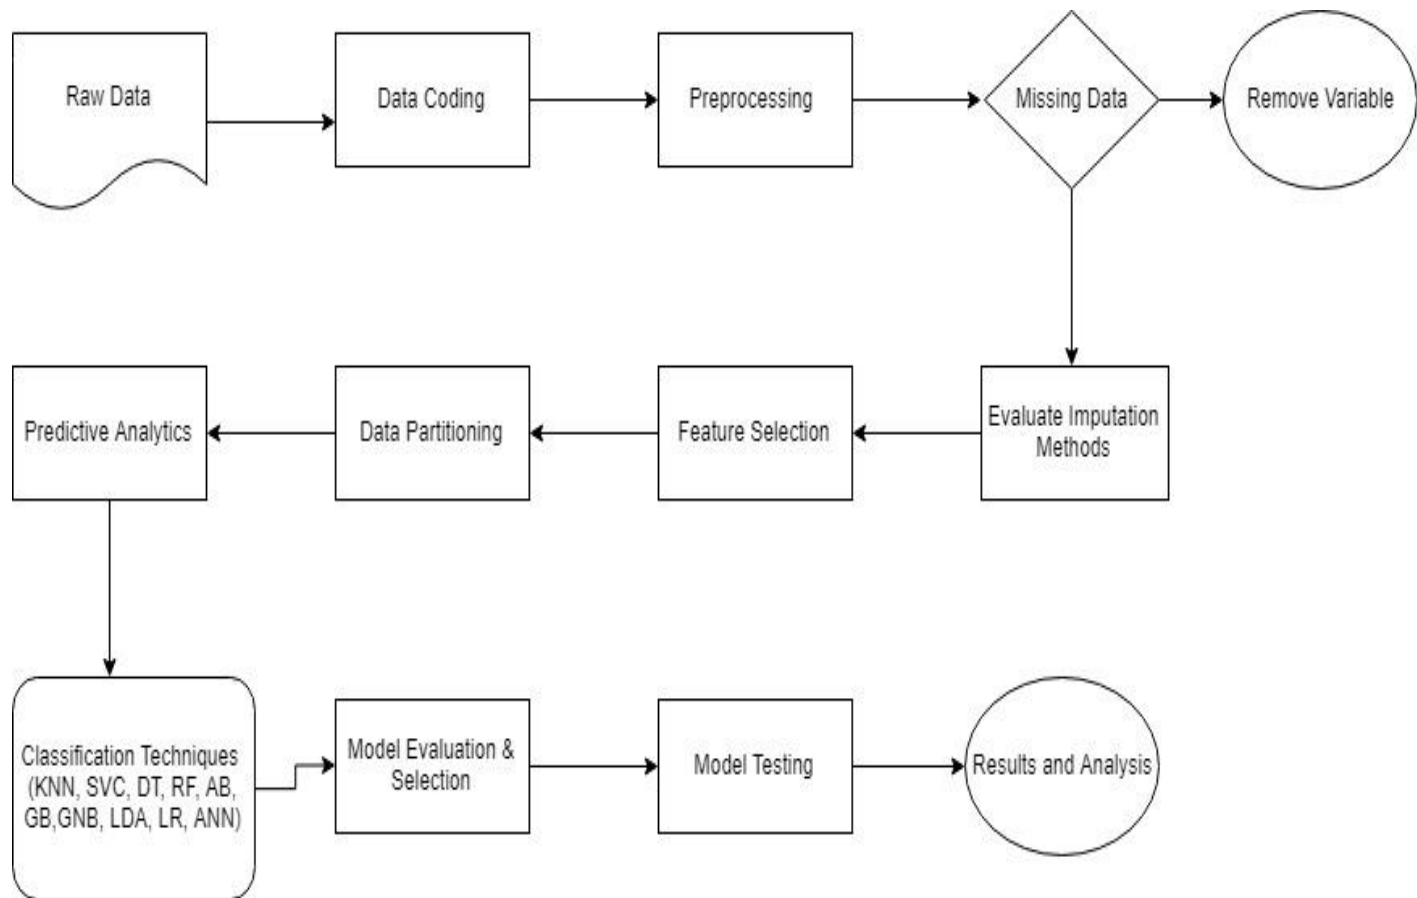 Raw Data
Data Coding
Preprocessing
Missing Data
Remove Variable
Evaluate Imputation
Methods
Feature Selection
Data Partitioning
Predictive Analytics
Classification Techniques
(KNN, SVC, DT, RF, AB,
GB,GNB, LDA, LR, ANN)
Model Evaluation &
Selection
Model Testing
Results and Analysis